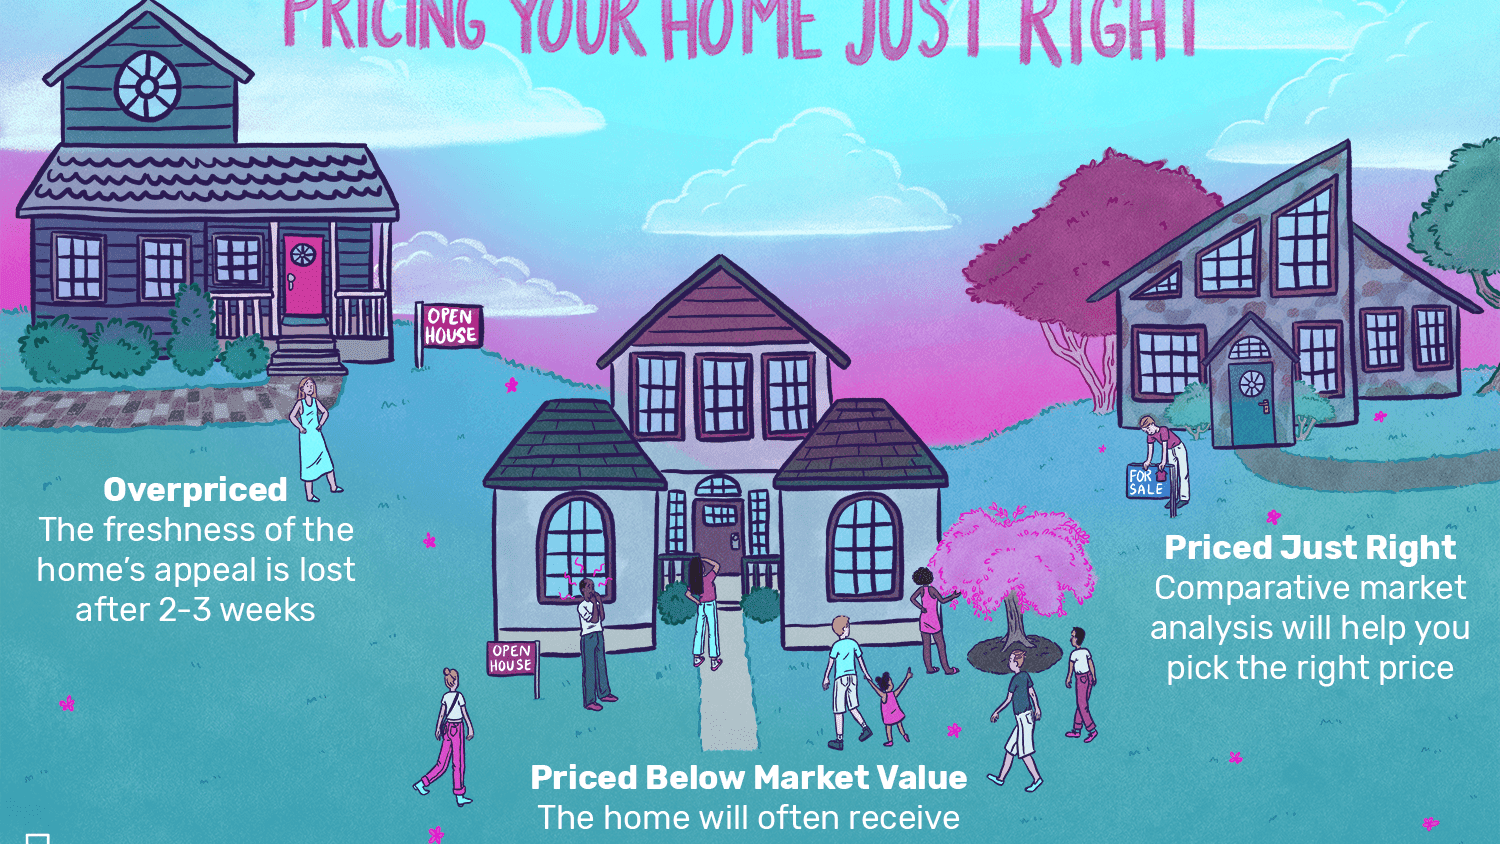 PRICING YOUR HOME JUST RIGHT
OPEN
HOUSE
Overpriced
The freshness of the
home’s appeal is lost
after 2-3 weeks
FOR
SALE
Priced Just Right
Comparative market
analysis will help you
pick the right price
OPEN
HOUSE
Priced Below Market Value
The home will often receive